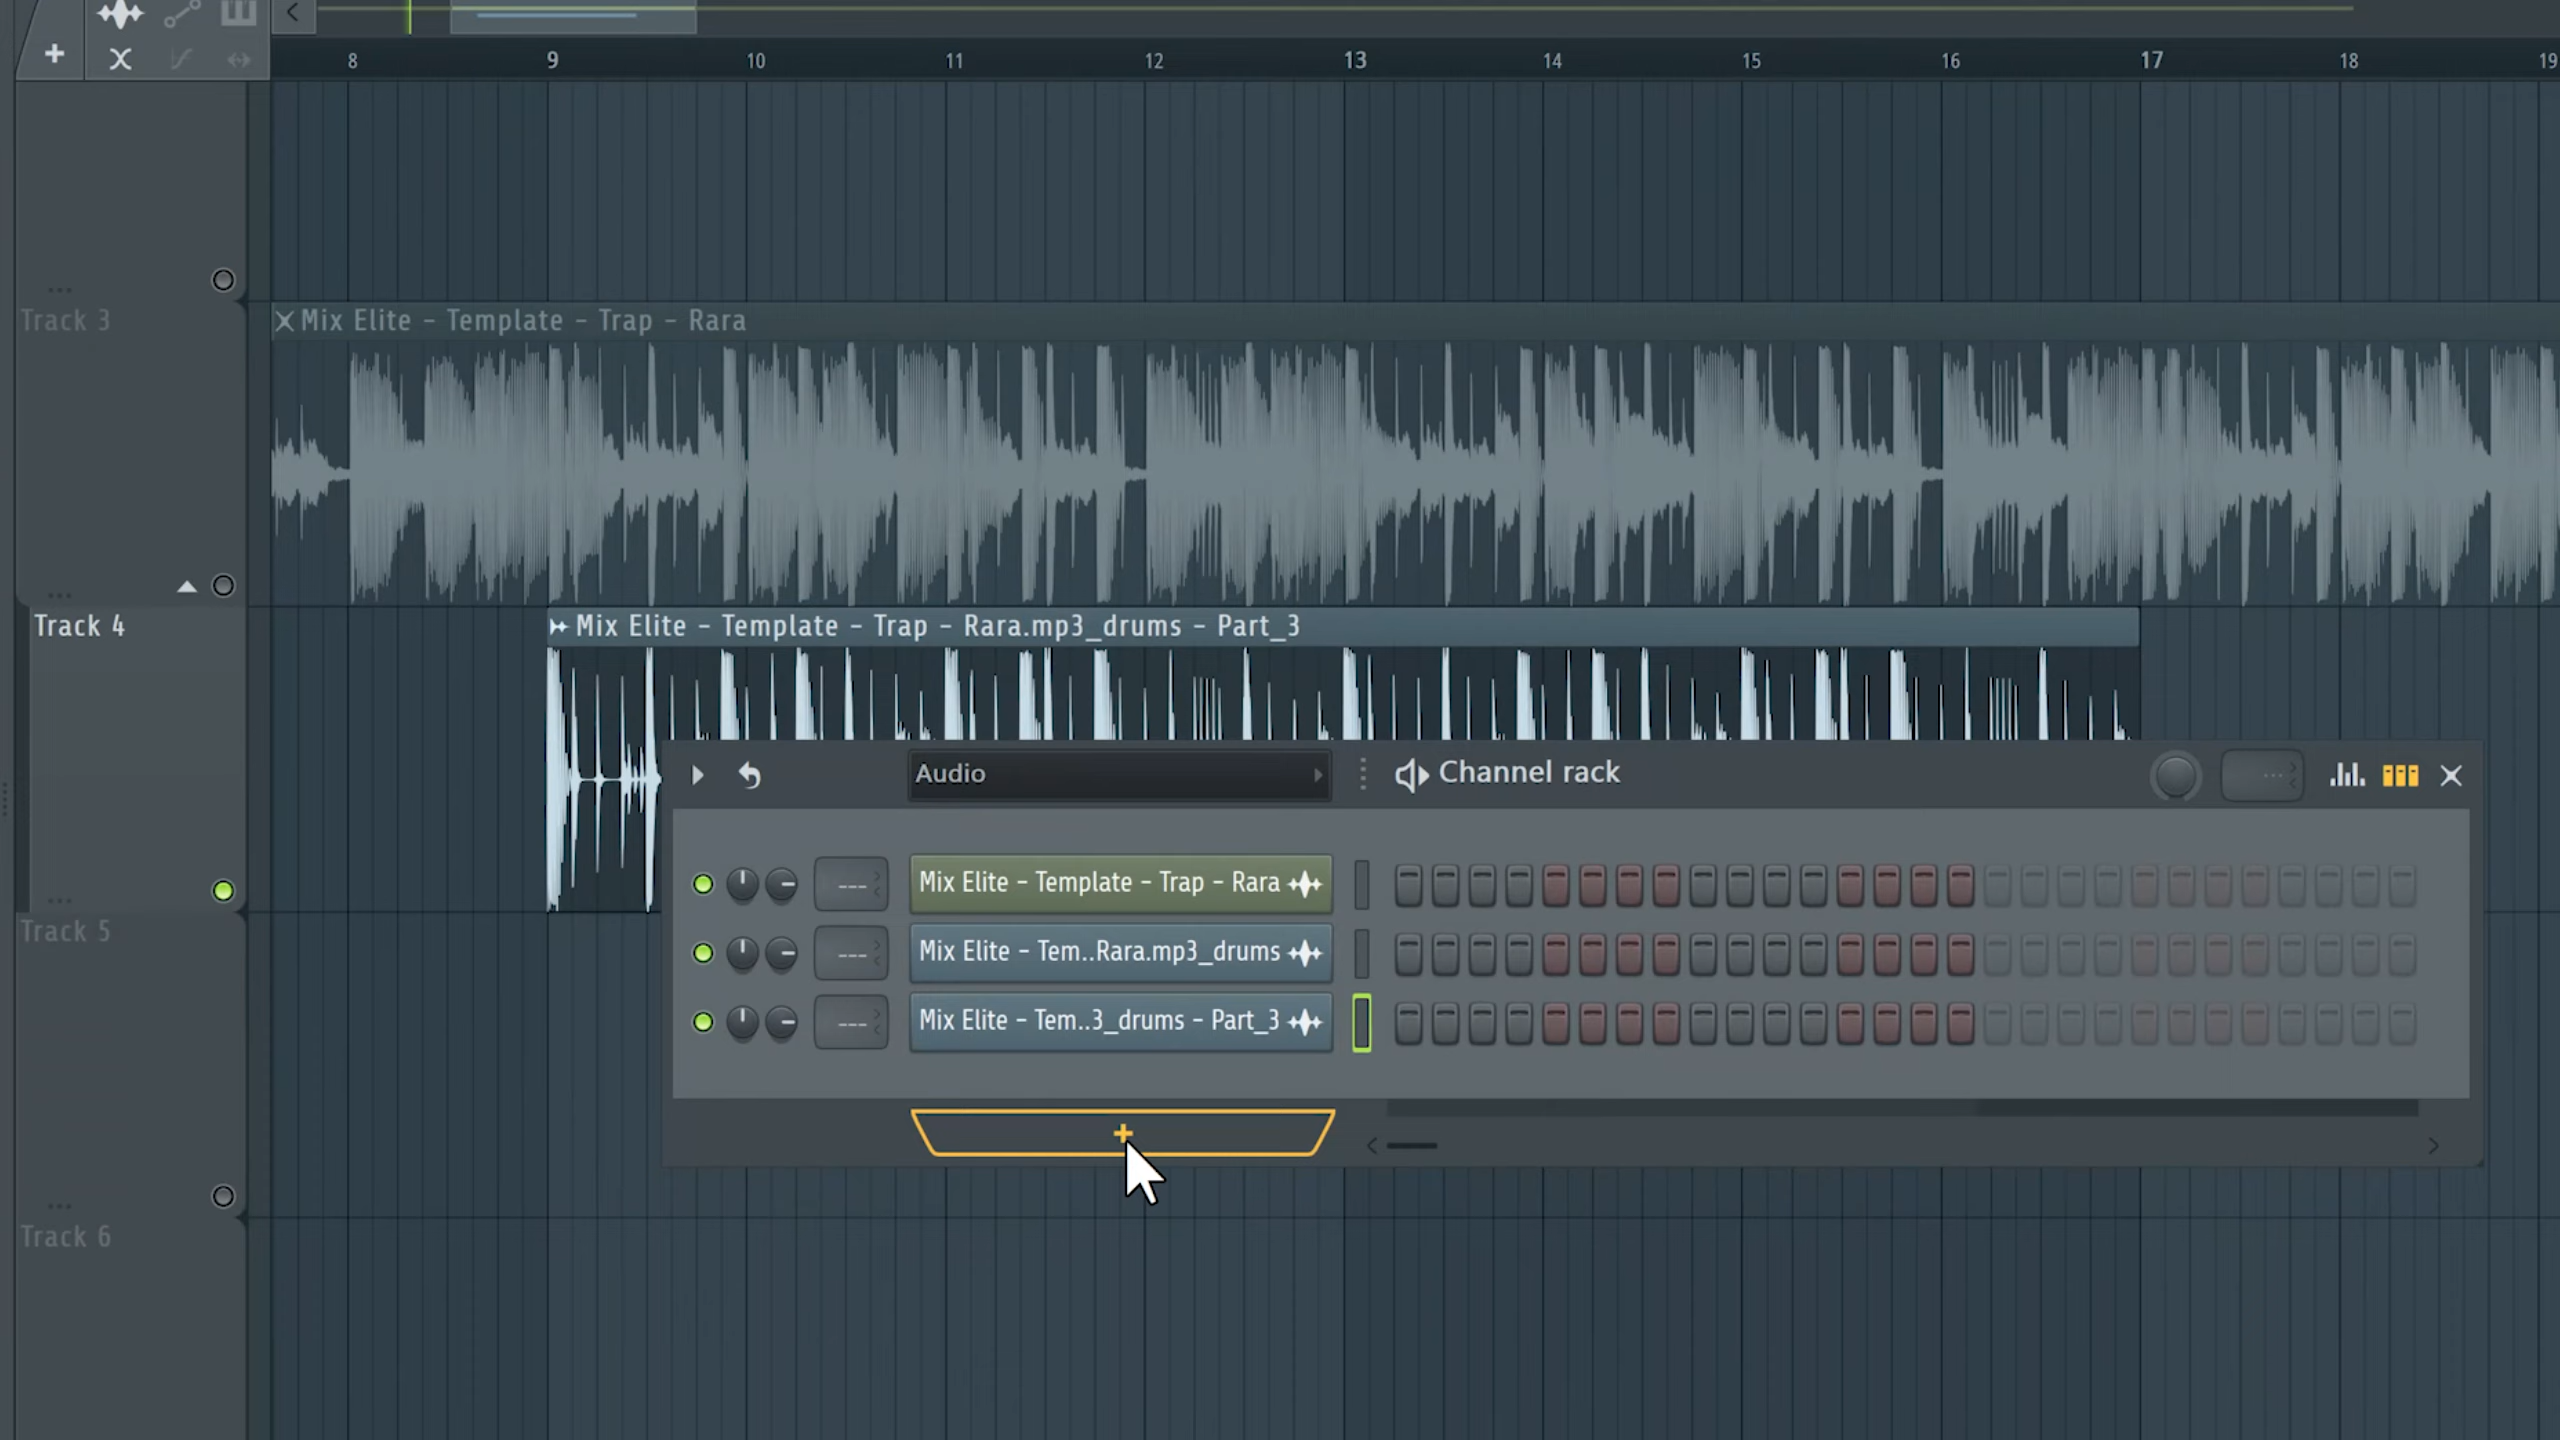 8 9 10 11 12 13 14 15 16 17 18 19
Track 3
Mix Elite - Template - Trap - Rara
Track 4
Mix Elite - Template - Trap - Rara.mp3_drums - Part_3
Audio
Channel rack
Mix Elite - Template - Trap - Rara
Mix Elite - Tem..Rara.mp3_drums
Mix Elite - Tem..3_drums - Part_3
Track 5
Track 6